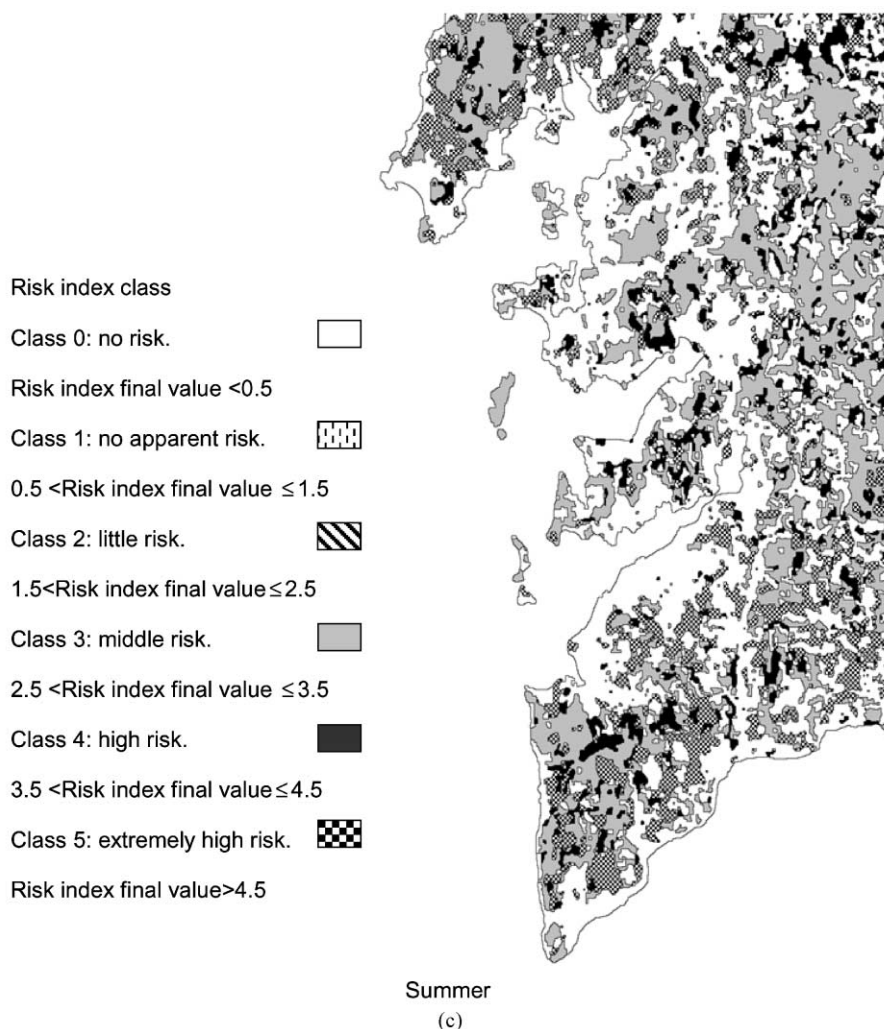 Risk index class
Class 0: no risk.
Risk index final value <0.5
Class 1: no apparent risk.
0.5 <Risk index final value ≤1.5
Class 2: little risk.
1.5<Risk index final value≤2.5
Class 3: middle risk.
2.5 <Risk index final value ≤3.5
Class 4: high risk.
3.5 <Risk index final value≤4.5
Class 5: extremely high risk.
Risk index final value>4.5
Summer
(c)